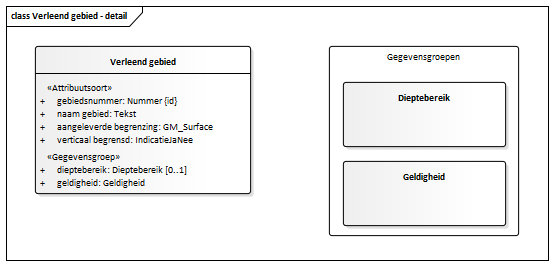 class Verleend gebied - detail
Verleend gebied
«Attribuutsoort»
+ gebiedsnummer: Nummer {id}
+ naam gebied: Tekst
+ aangeleverde begrenzing: GM_Surface
+ verticaal begrensd: IndicatieJaNee
«Gegevensgroep»
+ dieptebereik: Dieptebereik [0..1]
+ geldigheid: Geldigheid
Gegevensgroepen
Dieptebereik
Geldigheid